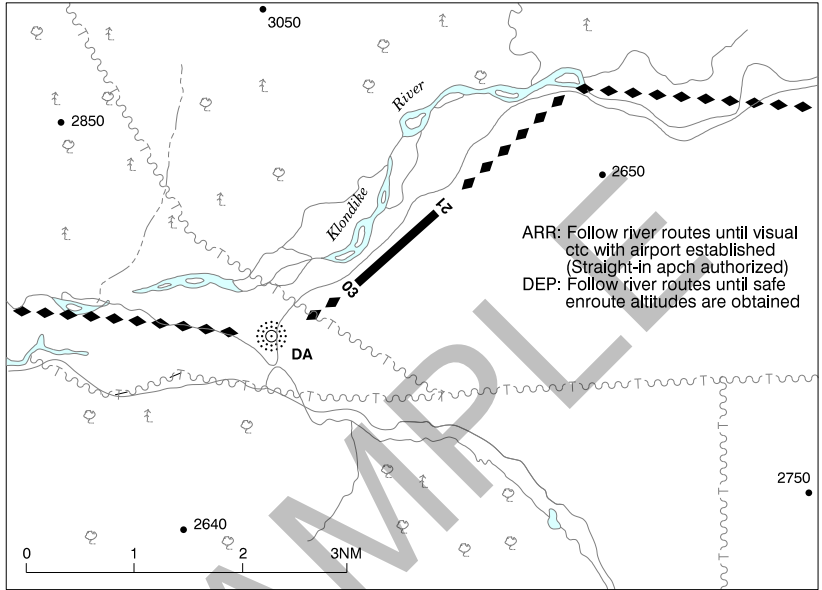 3050
2850
River
2650
Klondike
21
ARR: Follow river routes until visual
ctc with airport established
(Straight-in apch authorized)
DEP: Follow river routes until safe
enroute altitudes are obtained
03
DA
2750
2640
0 1 2 3NM
SAMPLE